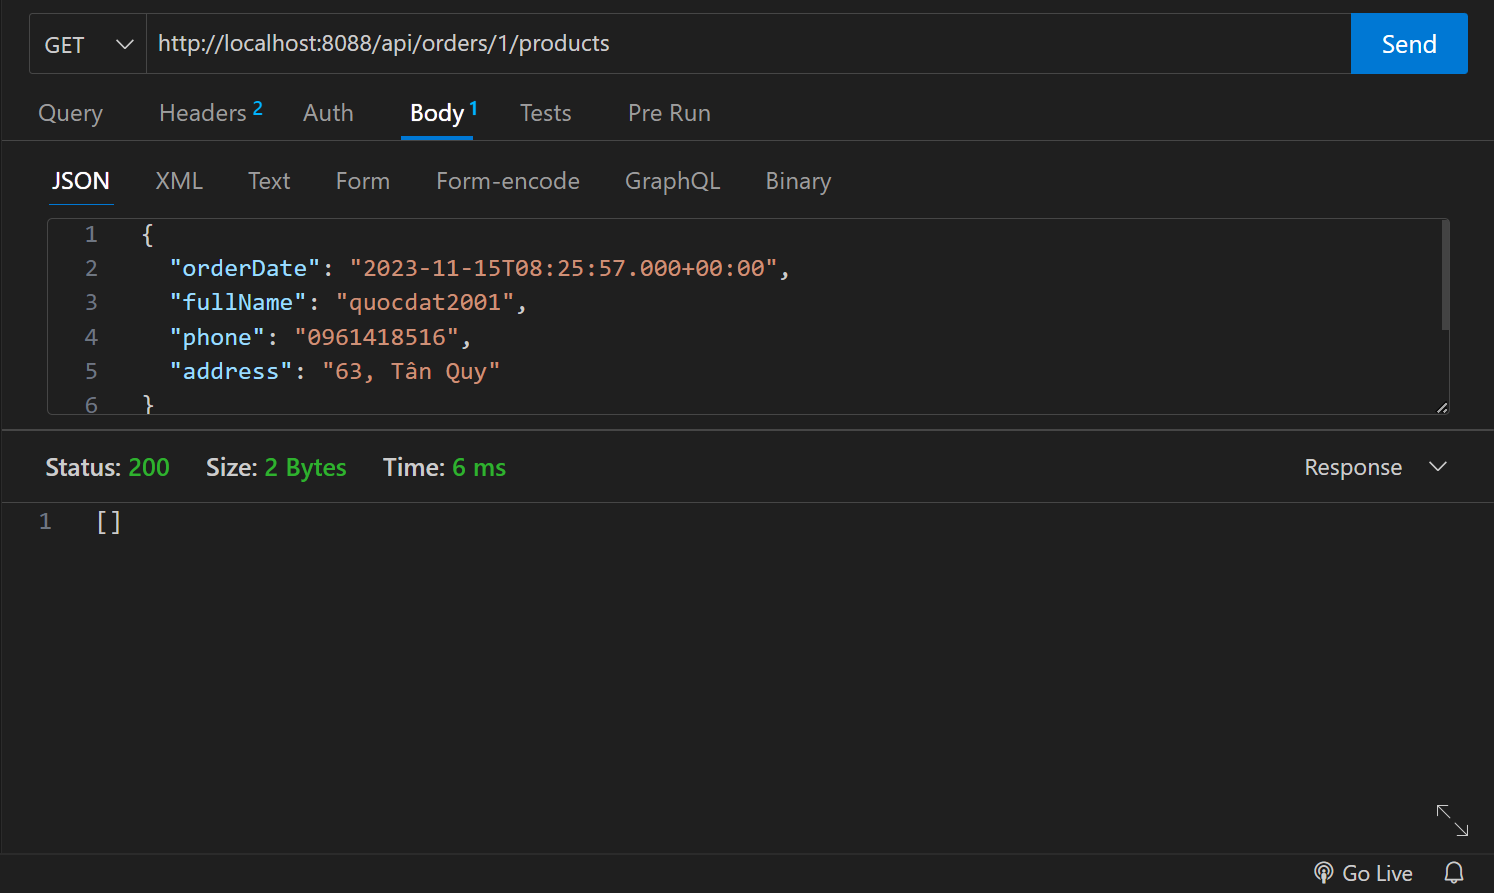 GET http://localhost:8088/api/orders/1/products Send
Query Headers 2 Auth Body 1 Tests Pre Run
JSON XML Text Form Form-encode GraphQL Binary
1 {
2 "orderDate": "2023-11-15T08:25:57.000+00:00",
3 "fullName": "quocdat2001",
4 "phone": "0961418516",
5 "address": "63, Tân Quy"
6 }
Status: 200 Size: 2 Bytes Time: 6 ms Response
1 []
Go Live